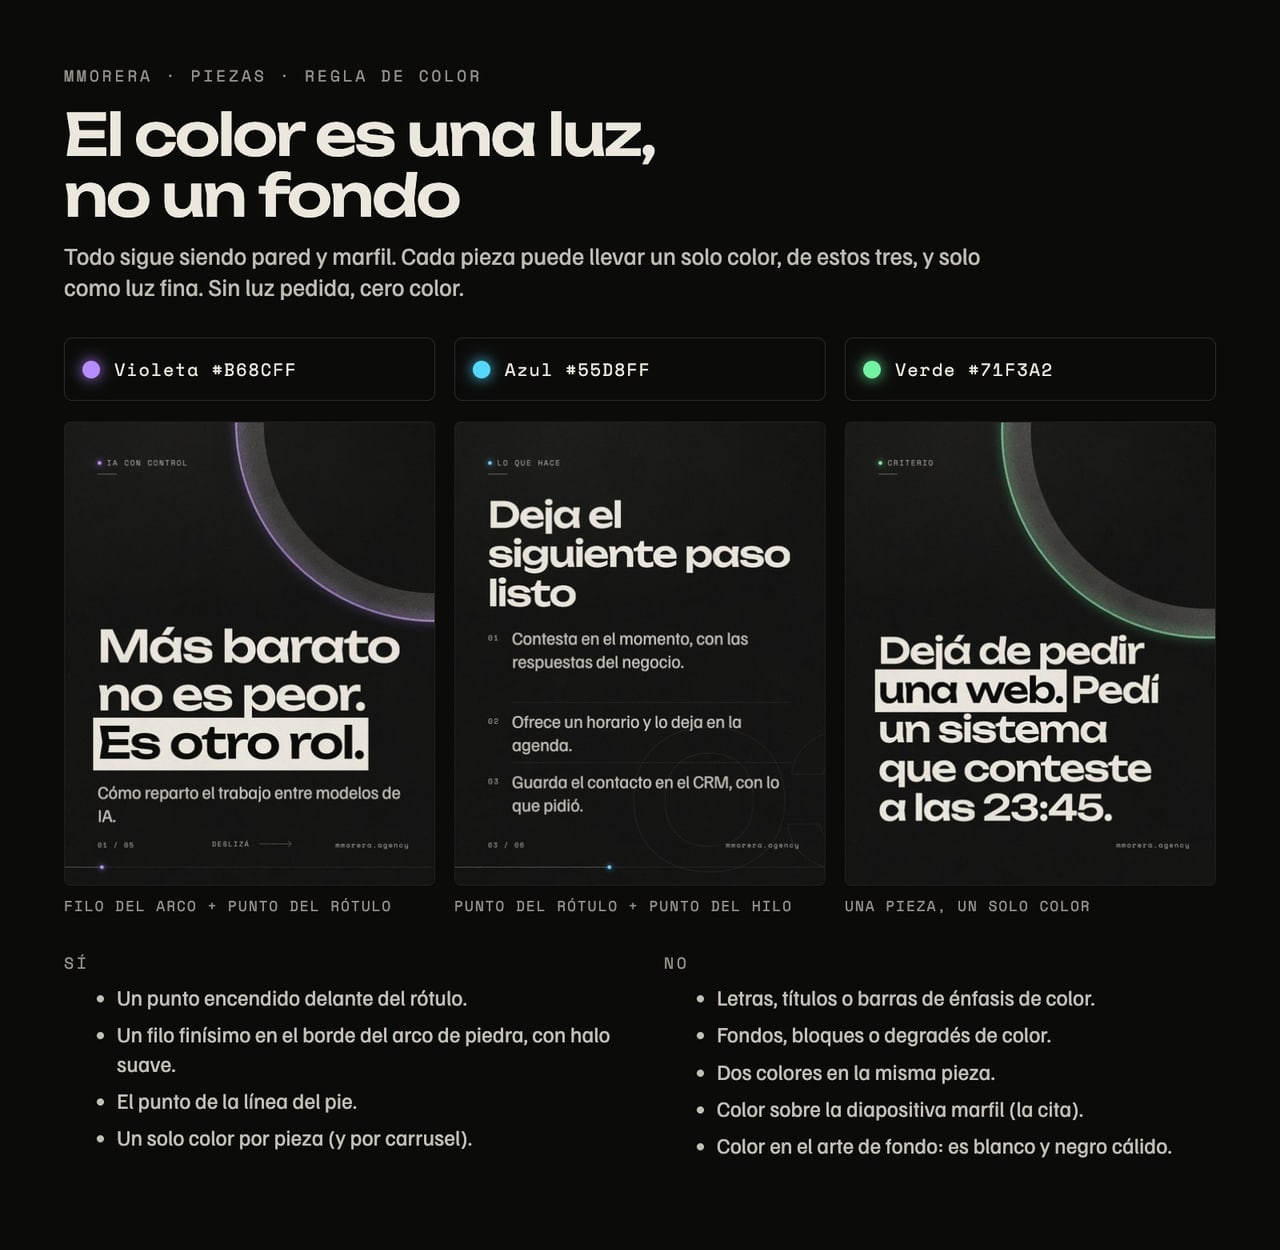 MMORERA · PIEZAS · REGLA DE COLOR
El color es una luz,
no un fondo
Todo sigue siendo pared y marfil. Cada pieza puede llevar un solo color, de estos tres, y solo
como luz fina. Sin luz pedida, cero color.
Violeta #B68CFF
Azul #55D8FF
Verde #71F3A2
IA CON CONTROL
Más barato
no es peor.
Es otro rol.
Cómo reparto el trabajo entre modelos de
IA.
01 / 05
DESLIZÁ
mmorera.agency
LO QUE HACE
Deja el
siguiente paso
listo
01 Contesta en el momento, con las
respuestas del negocio.
02 Ofrece un horario y lo deja en la
agenda.
03 Guarda el contacto en el CRM, con lo
que pidió.
03
03 / 06
mmorera.agency
CRITERIO
Dejá de pedir
una web. Pedí
un sistema
que conteste
a las 23:45.
mmorera.agency
FILO DEL ARCO + PUNTO DEL RÓTULO
PUNTO DEL RÓTULO + PUNTO DEL HILO
UNA PIEZA, UN SOLO COLOR
SÍ
• Un punto encendido delante del rótulo.
• Un filo finísimo en el borde del arco de piedra, con halo
suave.
• El punto de la línea del pie.
• Un solo color por pieza (y por carrusel).
NO
• Letras, títulos o barras de énfasis de color.
• Fondos, bloques o degradés de color.
• Dos colores en la misma pieza.
• Color sobre la diapositiva marfil (la cita).
• Color en el arte de fondo: es blanco y negro cálido.